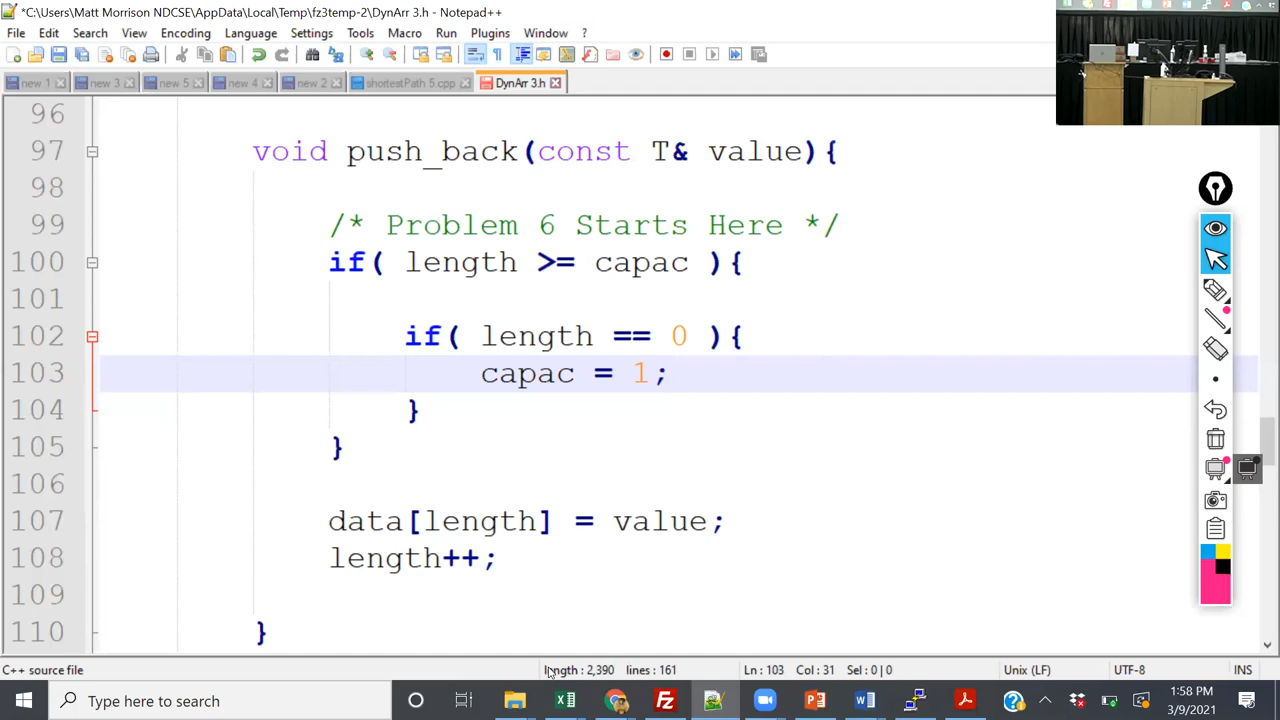 *C:\Users\Matt Morrison NDCSE\AppData\Local\Temp\fz3temp-2\DynArr 3.h - Notepad++
File Edit Search View Encoding Language Settings Tools Macro Run Plugins Window ?
new 1 new 3 new 5 new 4 new 2 shortestPath 5.cpp DynArr 3.h
96
97 void push_back(const T& value){
98
99 /* Problem 6 Starts Here */
100 if( length >= capac ){
101
102 if( length == 0 ){
103 capac = 1;
104 }
105 }
106
107 data[length] = value;
108 length++;
109
110 }
C++ source file length : 2,390 lines : 161 Ln : 103 Col : 31 Sel : 0 | 0 Unix (LF) UTF-8 INS
Type here to search
1:58 PM
3/9/2021